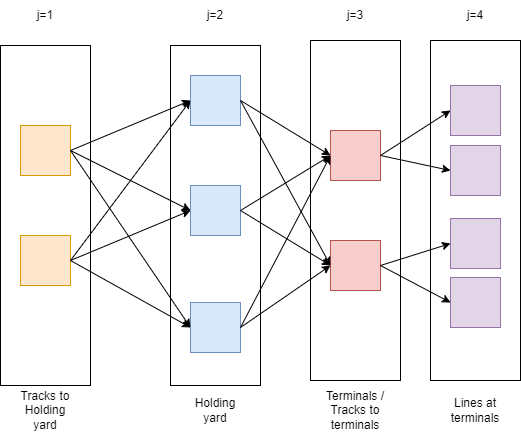 j=1
j=2
j=3
j=4
Tracks to
Holding
yard
Holding
yard
Terminals /
Tracks to
terminals
Lines at
terminals